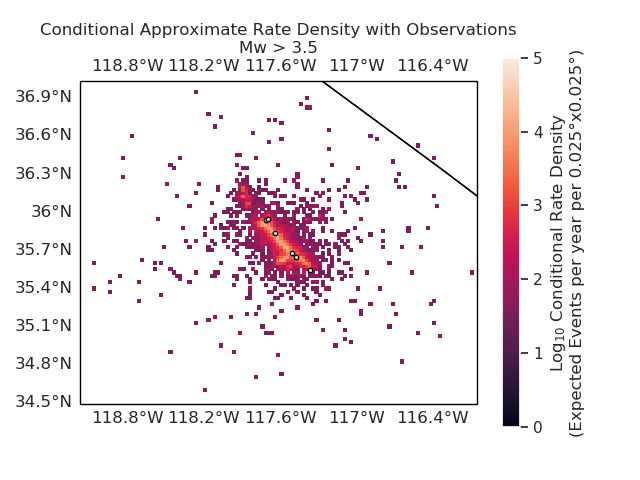 Conditional Approximate Rate Density with Observations
Mw > 3.5
118.8°W 118.2°W 117.6°W 117°W 116.4°W
36.9°N
36.6°N
36.3°N
36°N
35.7°N
35.4°N
35.1°N
34.8°N
34.5°N
118.8°W 118.2°W 117.6°W 117°W 116.4°W
5
4
3
2
1
0
Log₁₀ Conditional Rate Density
(Expected Events per year per 0.025°x0.025°)